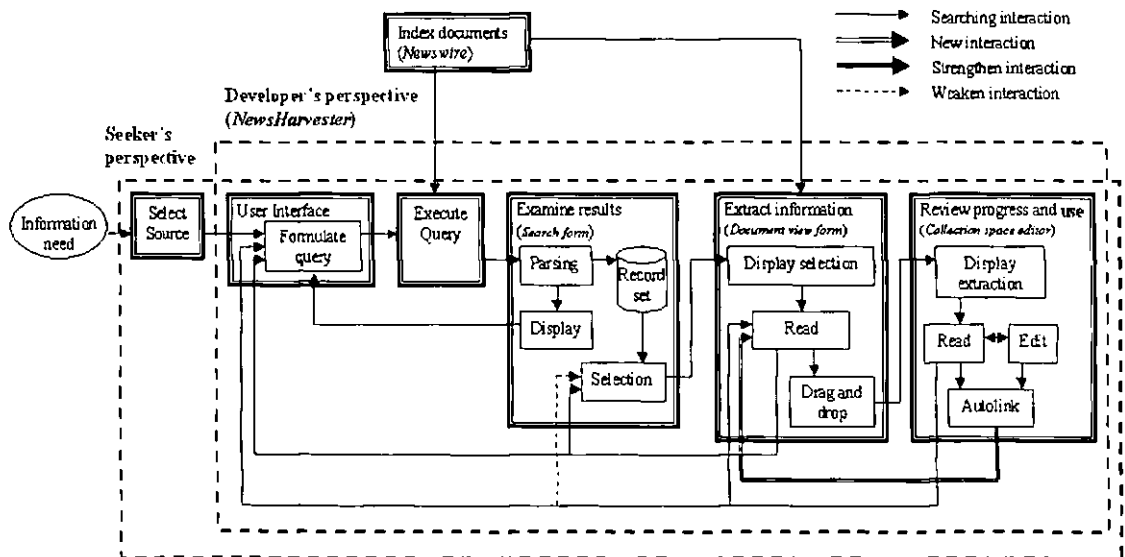 Index documents
(Newswire)
Searching interaction
New interaction
Strengthen interaction
Weaken interaction
Developer's perspective
(NewsHarvester)
Seeker's
perspective
Information
need
Select
Source
User Interface
Formulate
query
Execute
Query
Examine results
(Search form)
Parsing
Record
set
Display
Selection
Extract information
(Document view form)
Display selection
Read
Drag and
drop
Review progress and use
(Collection space editor)
Display
extraction
Read
Edit
Autolink